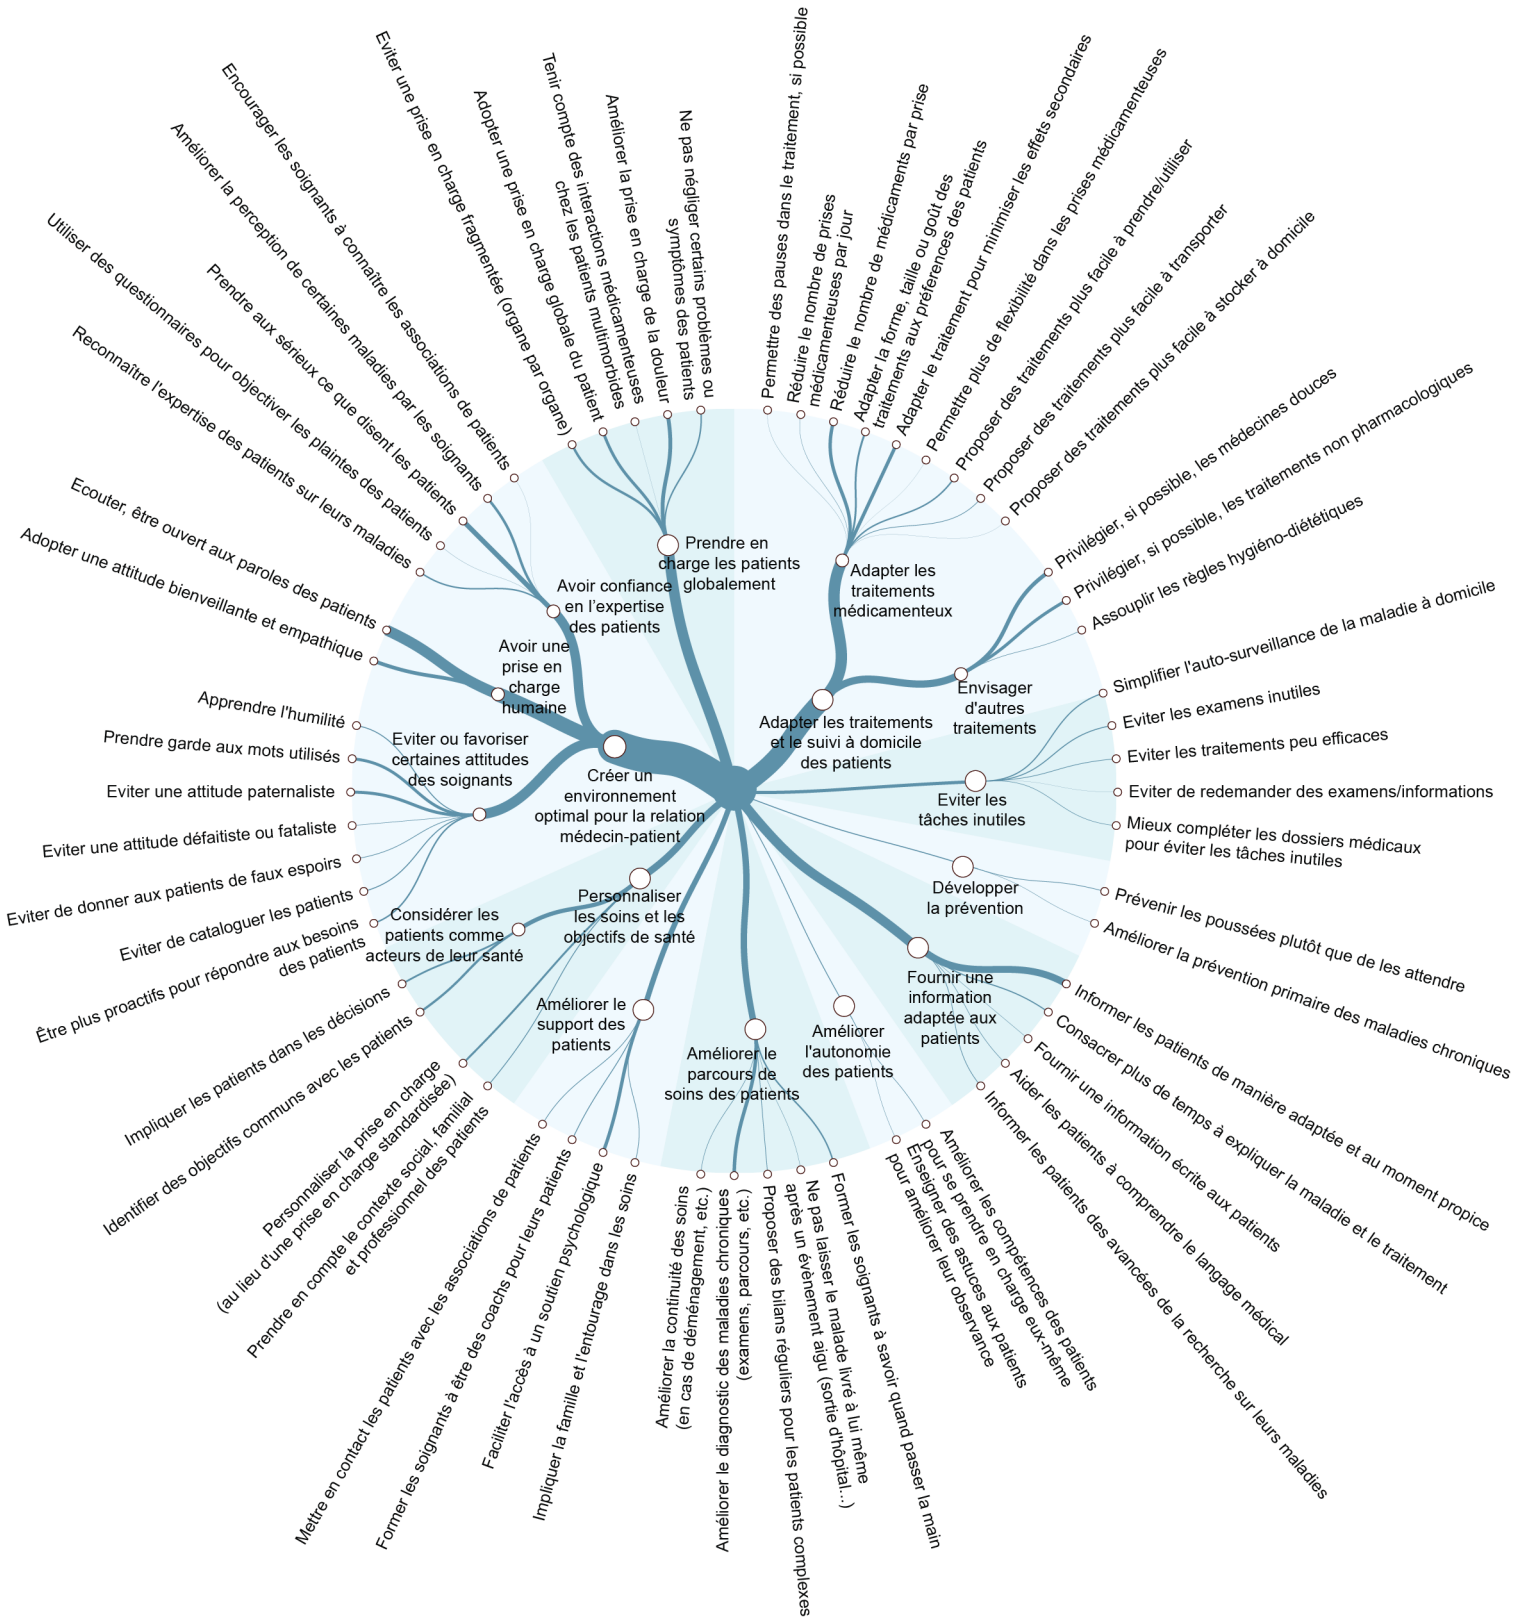 Permettre des pauses dans le traitement, si possible
Réduire le nombre de prises
médicamenteuses par jour
Réduire le nombre de médicaments par prise
Adapter la forme, taille ou goût des
traitements aux préférences des patients
Adapter le traitement pour minimiser les effets secondaires
Permettre plus de flexibilité dans les prises médicamenteuses
Proposer des traitements plus facile à prendre/utiliser
Proposer des traitements plus facile à transporter
Proposer des traitements plus facile à stocker à domicile
Privilégier, si possible, les médecines douces
Privilégier, si possible, les traitements non pharmacologiques
Assouplir les règles hygiéno-diététiques
Simplifier l'auto-surveillance de la maladie à domicile
Eviter les examens inutiles
Eviter les traitements peu efficaces
Eviter de redemander des examens/informations
Mieux compléter les dossiers médicaux
pour éviter les tâches inutiles
Prévenir les poussées plutôt que de les attendre
Améliorer la prévention primaire des maladies chroniques
Informer les patients de manière adaptée et au moment propice
Consacrer plus de temps à expliquer la maladie et le traitement
Fournir une information écrite aux patients
Aider les patients à comprendre le langage médical
Informer les patients des avancées de la recherche sur leurs maladies
Améliorer les compétences des patients
pour se prendre en charge eux-même
Enseigner des astuces aux patients
pour améliorer leur observance
Former les soignants à savoir quand passer la main
Ne pas laisser le malade livré à lui même
après un évènement aigu (sortie d'hôpital...)
Proposer des bilans réguliers pour les patients complexes
Améliorer le diagnostic des maladies chroniques
(examens, parcours, etc.)
Améliorer la continuité des soins
(en cas de déménagement, etc.)
Impliquer la famille et l'entourage dans les soins
Faciliter l'accès à un soutien psychologique
Former les soignants à être des coachs pour leurs patients
Mettre en contact les patients avec les associations de patients
Prendre en compte le contexte social, familial
et professionnel des patients
Personnaliser la prise en charge
(au lieu d'une prise en charge standardisée)
Identifier des objectifs communs avec les patients
Impliquer les patients dans les décisions
Être plus proactifs pour répondre aux besoins
des patients
Eviter de cataloguer les patients
Eviter de donner aux patients de faux espoirs
Eviter une attitude défaitiste ou fataliste
Eviter une attitude paternaliste
Prendre garde aux mots utilisés
Apprendre l'humilité
Adopter une attitude bienveillante et empathique
Ecouter, être ouvert aux paroles des patients
Reconnaître l'expertise des patients sur leurs maladies
Utiliser des questionnaires pour objectiver les plaintes des patients
Prendre aux sérieux ce que disent les patients
Améliorer la perception de certaines maladies par les soignants
Encourager les soignants à connaître les associations de patients
Eviter une prise en charge fragmentée (organe par organe)
Adopter une prise en charge globale du patient
Tenir compte des interactions médicamenteuses
chez les patients multimorbides
Améliorer la prise en charge de la douleur
Ne pas négliger certains problèmes ou
symptômes des patients
Prendre en
charge les patients
globalement
Adapter les
traitements
médicamenteux
Envisager
d'autres
traitements
Adapter les traitements
et le suivi à domicile
des patients
Eviter les
tâches inutiles
Développer
la prévention
Fournir une
information
adaptée aux
patients
Améliorer
l'autonomie
des patients
Améliorer le
parcours de
soins des patients
Améliorer le
support des
patients
Personnaliser
les soins et les
objectifs de santé
Considérer les
patients comme
acteurs de leur santé
Créer un
environnement
optimal pour la relation
médecin-patient
Eviter ou favoriser
certaines attitudes
des soignants
Avoir une
prise en
charge
humaine
Avoir confiance
en l’expertise
des patients